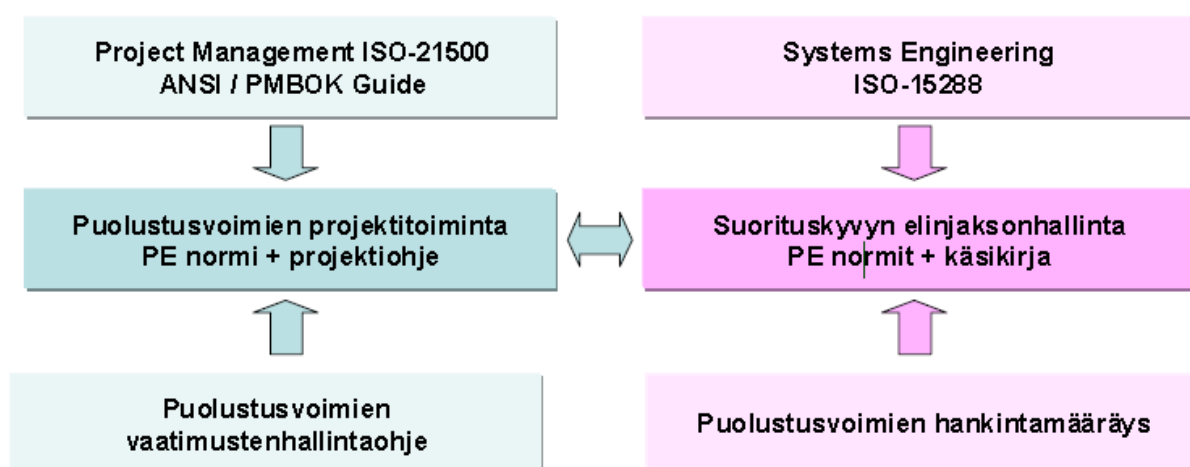 Project Management ISO-21500
ANSI / PMBOK Guide
Systems Engineering
ISO-15288
Puolustusvoimien projektitoiminta
PE normi + projektiohje
Suorituskyvyn elinjaksonhallinta
PE normit + käsikirja
Puolustusvoimien
vaatimustenhallintaohje
Puolustusvoimien hankintamääräys